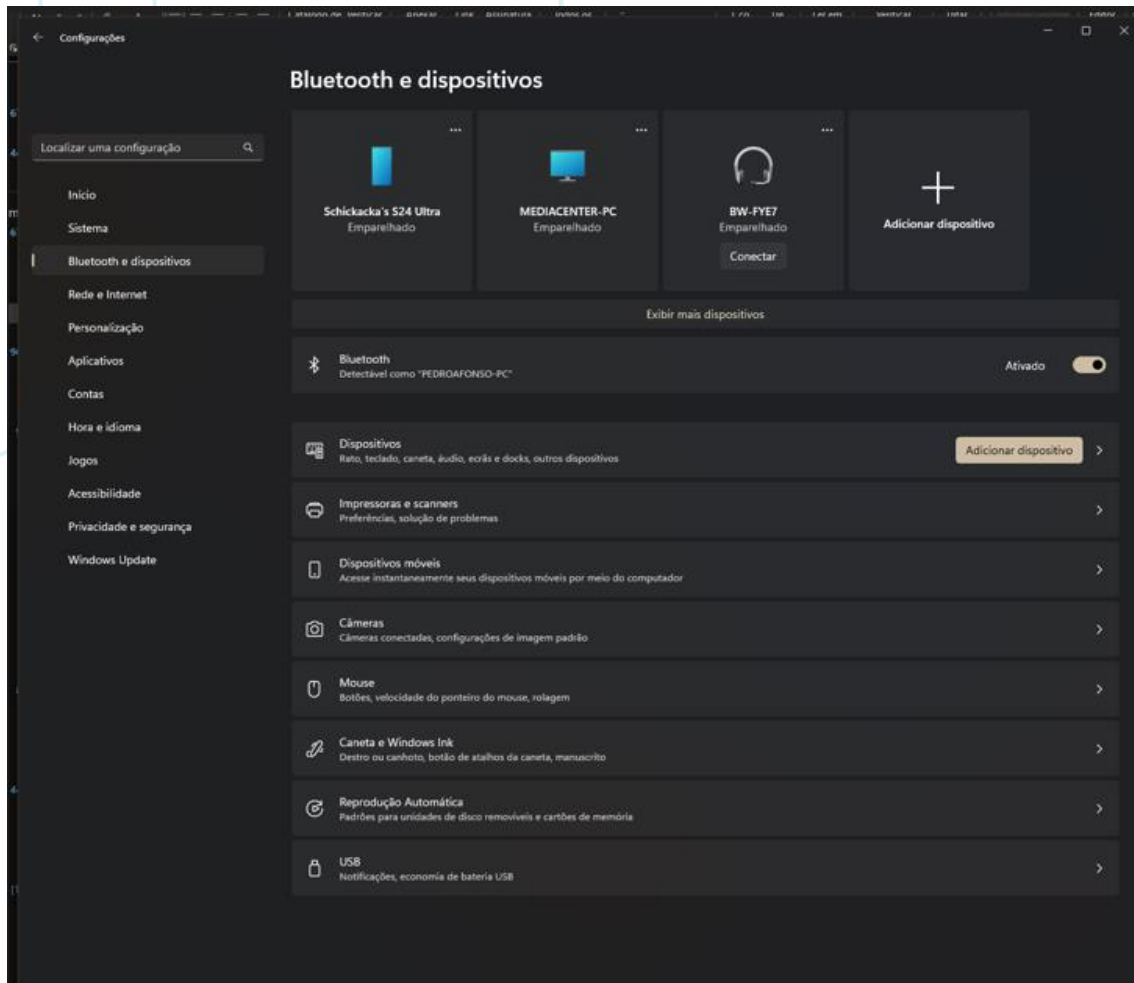 Configurações
Bluetooth e dispositivos
Localizar uma configuração
Início
Sistema
Bluetooth e dispositivos
Rede e Internet
Personalização
Aplicativos
Contas
Hora e idioma
Jogos
Acessibilidade
Privacidade e segurança
Windows Update
Schickacka's S24 Ultra
Emparelhado
MEDIACENTER-PC
Emparelhado
BW-FYE7
Emparelhado
Conectar
Adicionar dispositivo
Exibir mais dispositivos
Bluetooth
Detectável como "PEDROAFONSO-PC"
Ativado
Dispositivos
Rato, teclado, caneta, áudio, ecrãs e docks, outros dispositivos
Adicionar dispositivo
Impressoras e scanners
Preferências, solução de problemas
Dispositivos móveis
Acesse instantaneamente seus dispositivos móveis por meio do computador
Câmeras
Câmeras conectadas, configurações de imagem padrão
Mouse
Botões, velocidade do ponteiro do mouse, rolagem
Caneta e Windows Ink
Destro ou canhoto, botão de atalhos da caneta, manuscrito
Reprodução Automática
Padrões para unidades de disco removíveis e cartões de memória
USB
Notificações, economia de bateria USB